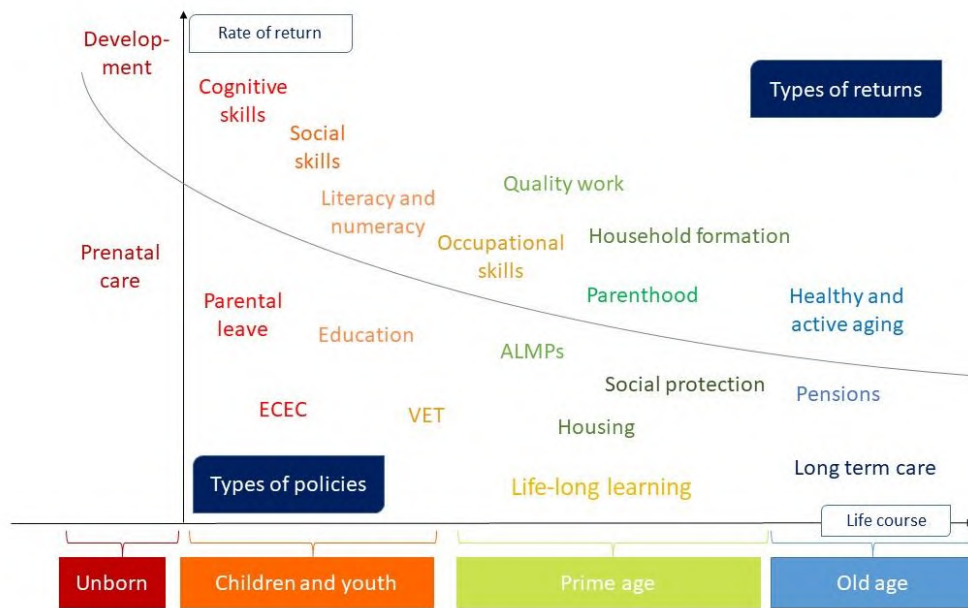 Develop-
ment
Rate of return
Types of returns
Cognitive
skills
Social
skills
Quality work
Literacy and
numeracy
Occupational
skills
Household formation
Prenatal
care
Parental
leave
Parenthood
Healthy and
active aging
Education
ALMPs
Social protection
Pensions
ECEC
VET
Housing
Types of policies
Life-long learning
Long term care
Life course
Unborn
Children and youth
Prime age
Old age